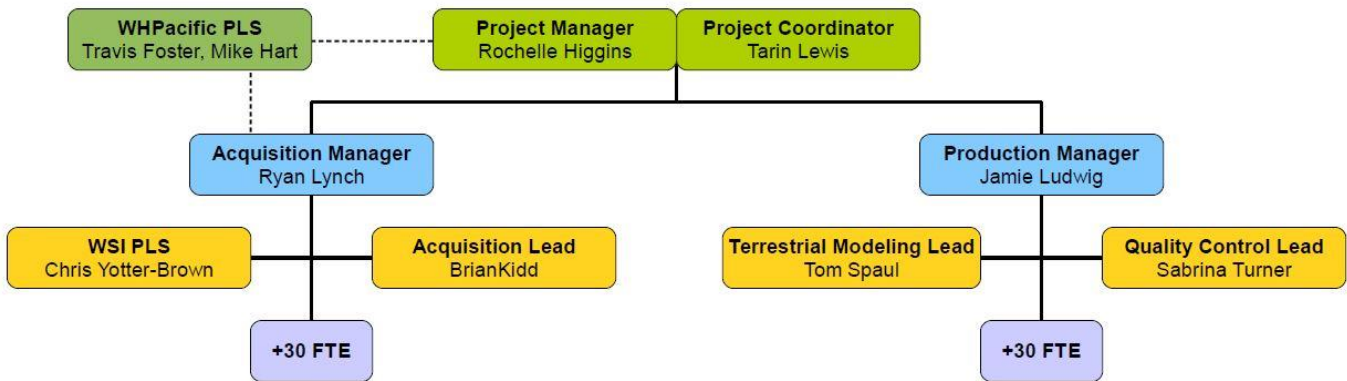 WHPacific PLS
Travis Foster, Mike Hart
Project Manager
Rochelle Higgins
Project Coordinator
Tarin Lewis
Acquisition Manager
Ryan Lynch
Production Manager
Jamie Ludwig
WSI PLS
Chris Yotter-Brown
Acquisition Lead
BrianKidd
Terrestrial Modeling Lead
Tom Spaul
Quality Control Lead
Sabrina Turner
+30 FTE
+30 FTE